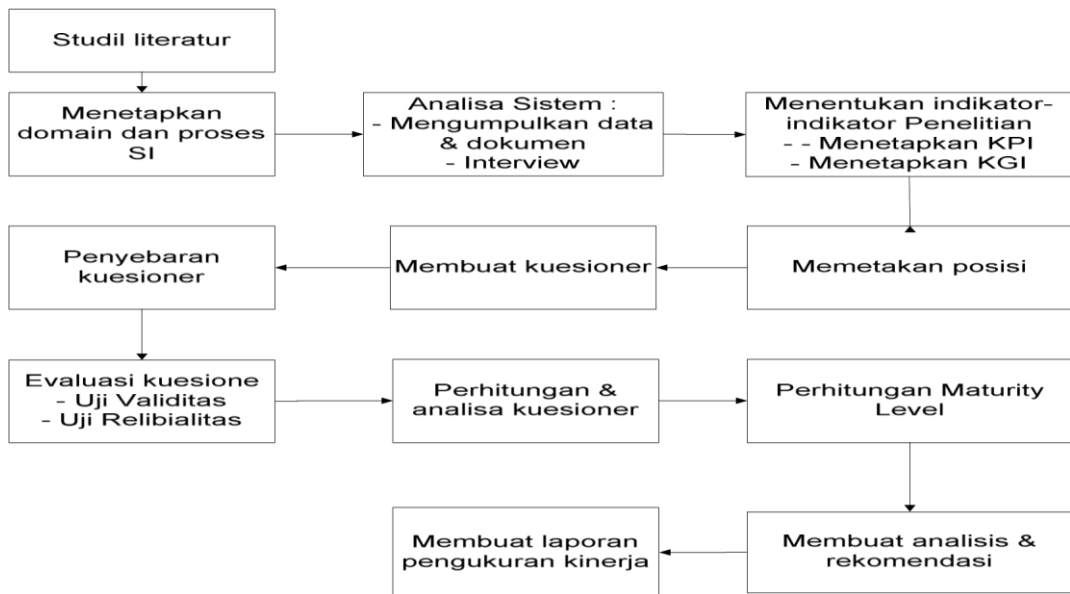 Studil literatur
Menetapkan
domain dan proses
SI
Analisa Sistem :
- Mengumpulkan data
& dokumen
- Interview
Menentukan indikator-
indikator Penelitian
- - Menetapkan KPI
- Menetapkan KGI
Memetakan posisi
Membuat kuesioner
Penyebaran
kuesioner
Evaluasi kuesione
- Uji Validitas
- Uji Relibialitas
Perhitungan &
analisa kuesioner
Perhitungan Maturity
Level
Membuat analisis &
rekomendasi
Membuat laporan
pengukuran kinerja